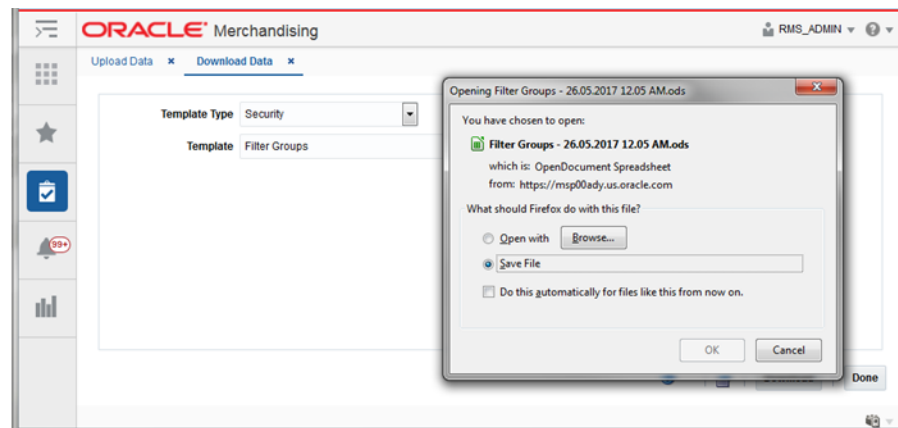 ORACLE® Merchandising
RMS_ADMIN
Upload Data × Download Data ×
Template Type Security
Template Filter Groups
99+
Opening Filter Groups - 26.05.2017 12.05 AM.ods
You have chosen to open:
Filter Groups - 26.05.2017 12.05 AM.ods
which is: OpenDocument Spreadsheet
from: https://msp00ady.us.oracle.com
What should Firefox do with this file?
Open with Browse...
Save File
Do this automatically for files like this from now on.
OK Cancel
Done